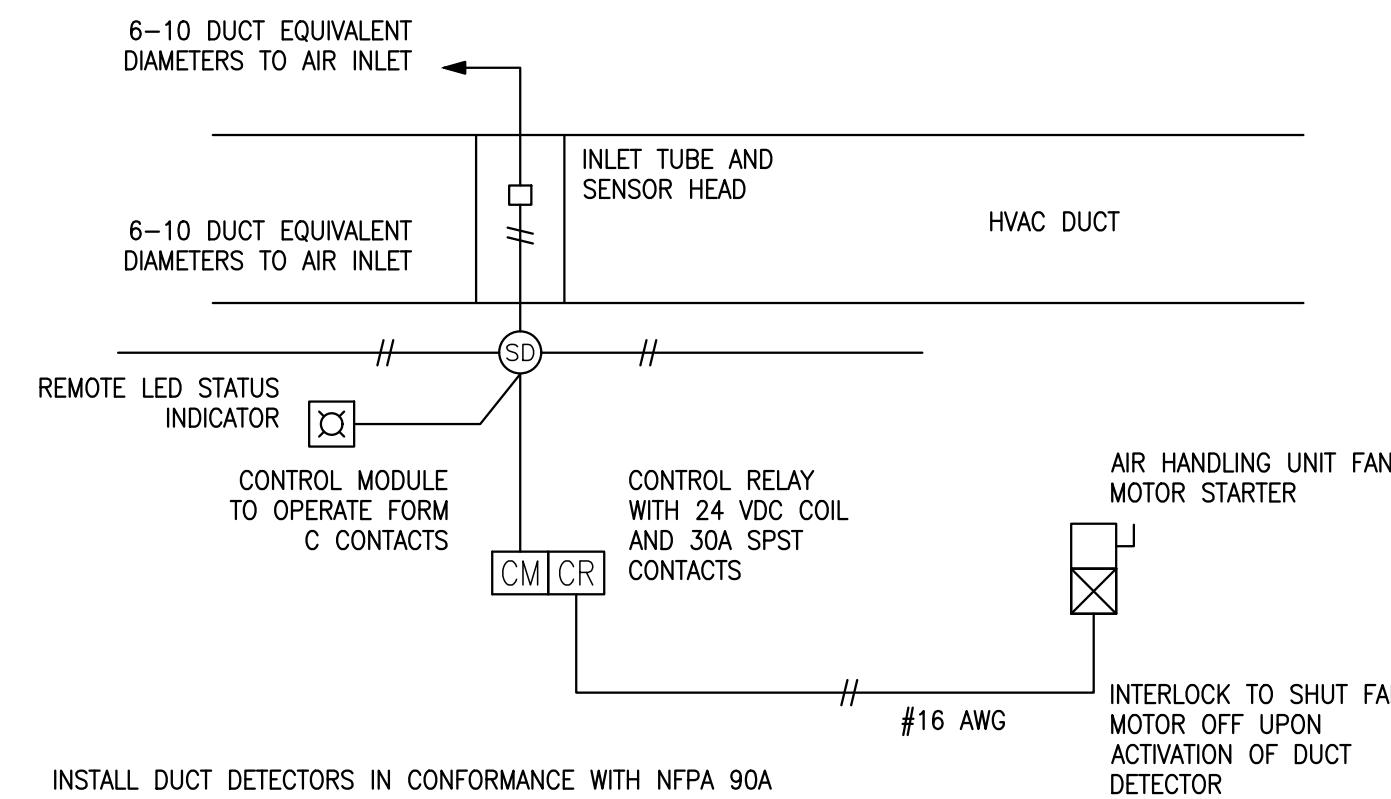 6-10 DUCT EQUIVALENT
DIAMETERS TO AIR INLET
INLET TUBE AND
SENSOR HEAD
HVAC DUCT
6-10 DUCT EQUIVALENT
DIAMETERS TO AIR INLET
SD
REMOTE LED STATUS
INDICATOR
CONTROL MODULE
TO OPERATE FORM
C CONTACTS
CONTROL RELAY
WITH 24 VDC COIL
AND 30A SPST
CONTACTS
CM CR
AIR HANDLING UNIT FAN
MOTOR STARTER
#16 AWG
INTERLOCK TO SHUT FA
MOTOR OFF UPON
ACTIVATION OF DUCT
DETECTOR
INSTALL DUCT DETECTORS IN CONFORMANCE WITH NFPA 90A